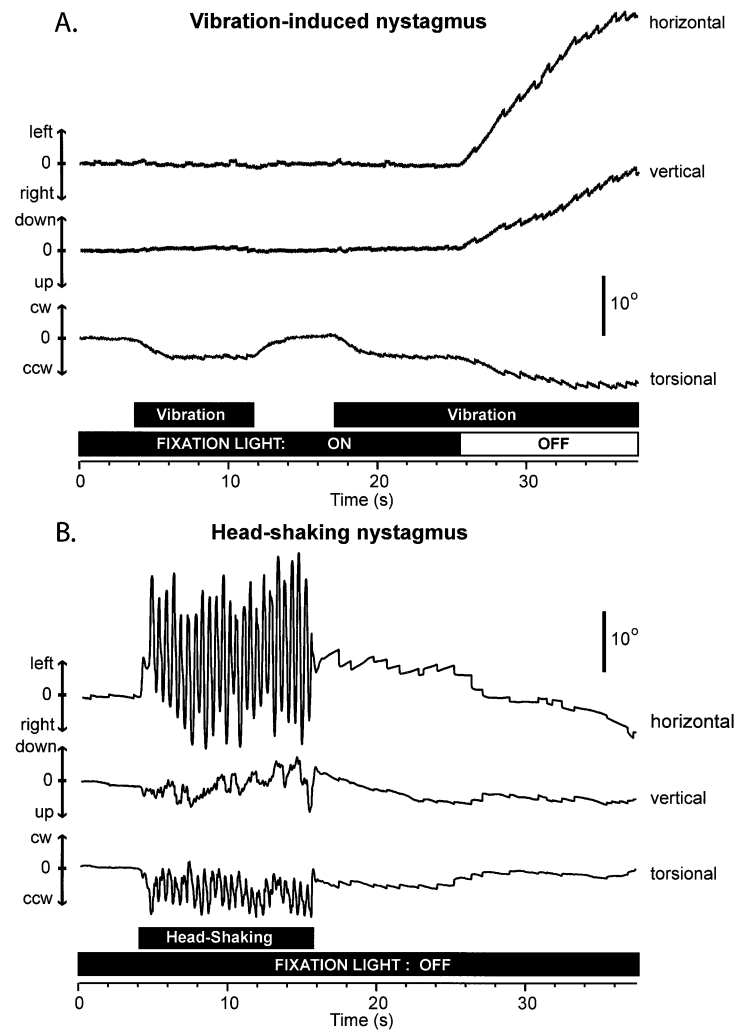 A.
Vibration-induced nystagmus
horizontal
left
0
right
vertical
down
0
up
10°
cw
0
ccw
torsional
Vibration
Vibration
FIXATION LIGHT: ON OFF
0 10 20 30
Time (s)
B.
Head-shaking nystagmus
10°
left
0
right
horizontal
down
0
up
vertical
cw
0
ccw
torsional
Head-Shaking
FIXATION LIGHT : OFF
0 10 20 30
Time (s)